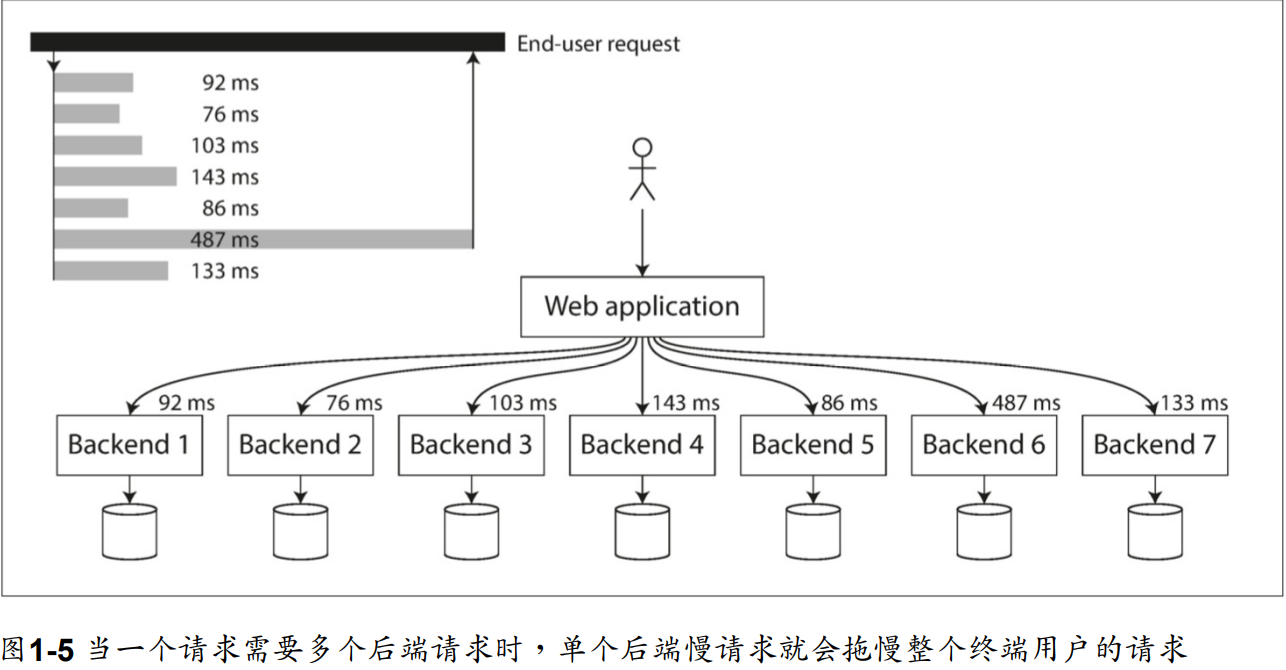 End-user request
92 ms
76 ms
103 ms
143 ms
86 ms
487 ms
133 ms
Web application
92 ms 76 ms 103 ms 143 ms 86 ms 487 ms 133 ms
Backend 1 Backend 2 Backend 3 Backend 4 Backend 5 Backend 6 Backend 7
图1-5 当一个请求需要多个后端请求时，单个后端慢请求就会拖慢整个终端用户的请求